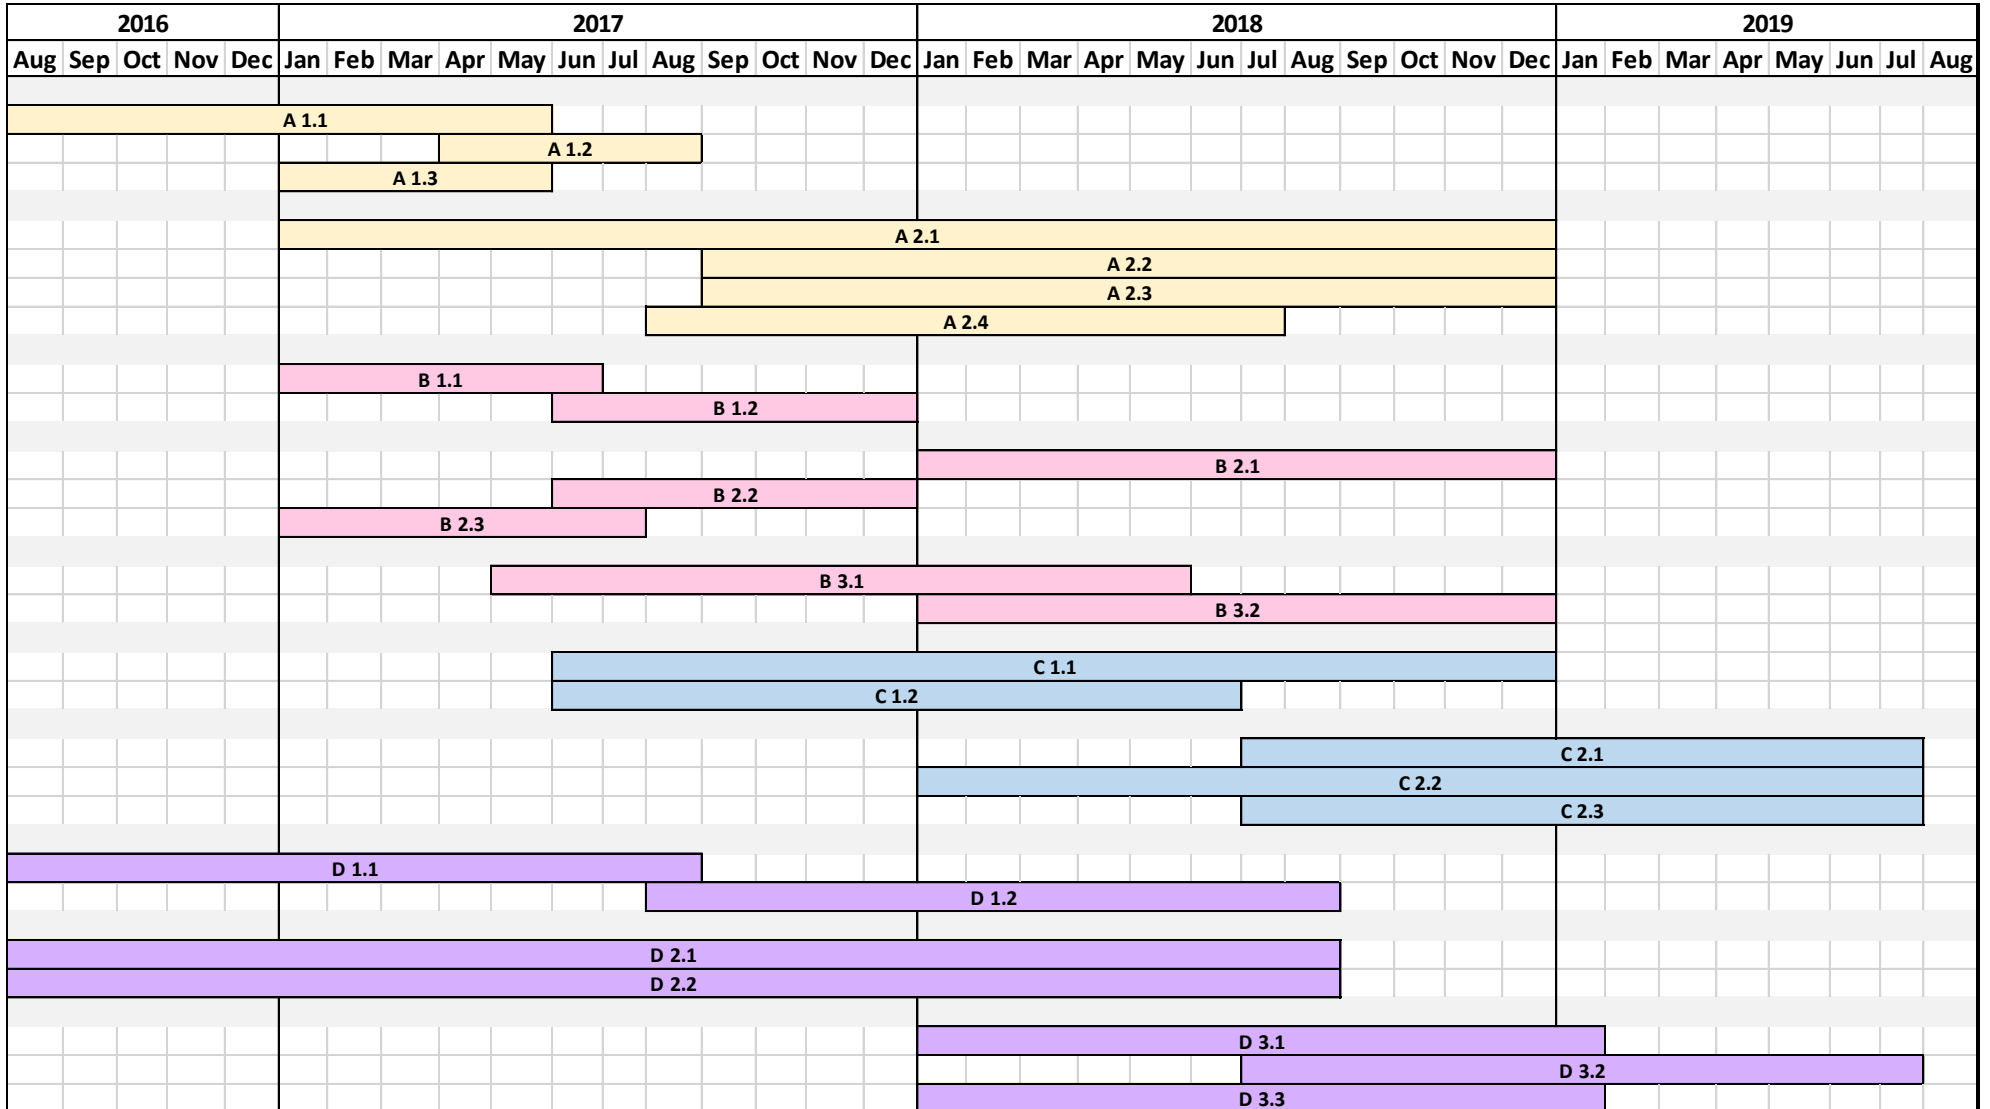 2016 2017 2018 2019
Aug Sep Oct Nov Dec Jan Feb Mar Apr May Jun Jul Aug Sep Oct Nov Dec Jan Feb Mar Apr May Jun Jul Aug Sep Oct Nov Dec Jan Feb Mar Apr May Jun Jul Aug
A 1.1
A 1.2
A 1.3
A 2.1
A 2.2
A 2.3
A 2.4
B 1.1
B 1.2
B 2.1
B 2.2
B 2.3
B 3.1
B 3.2
C 1.1
C 1.2
C 2.1
C 2.2
C 2.3
D 1.1
D 1.2
D 2.1
D 2.2
D 3.1
D 3.2
D 3.3